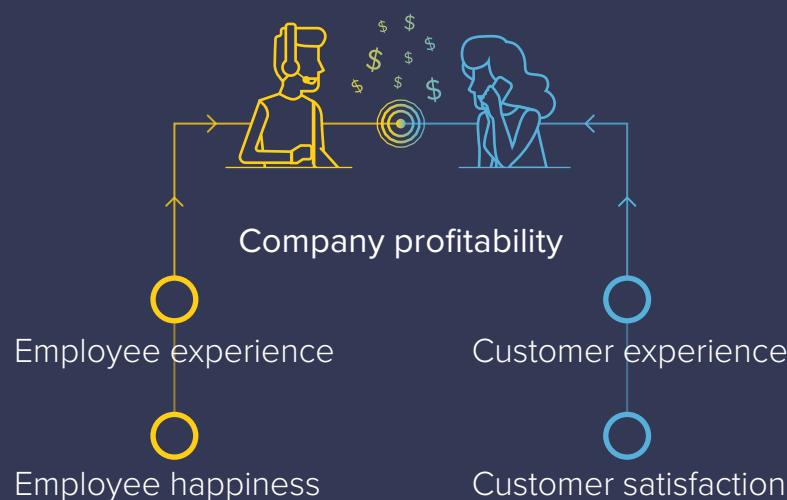 $ $ $ $ $ $ $ $
Company profitability
Employee experience
Customer experience
Employee happiness
Customer satisfaction